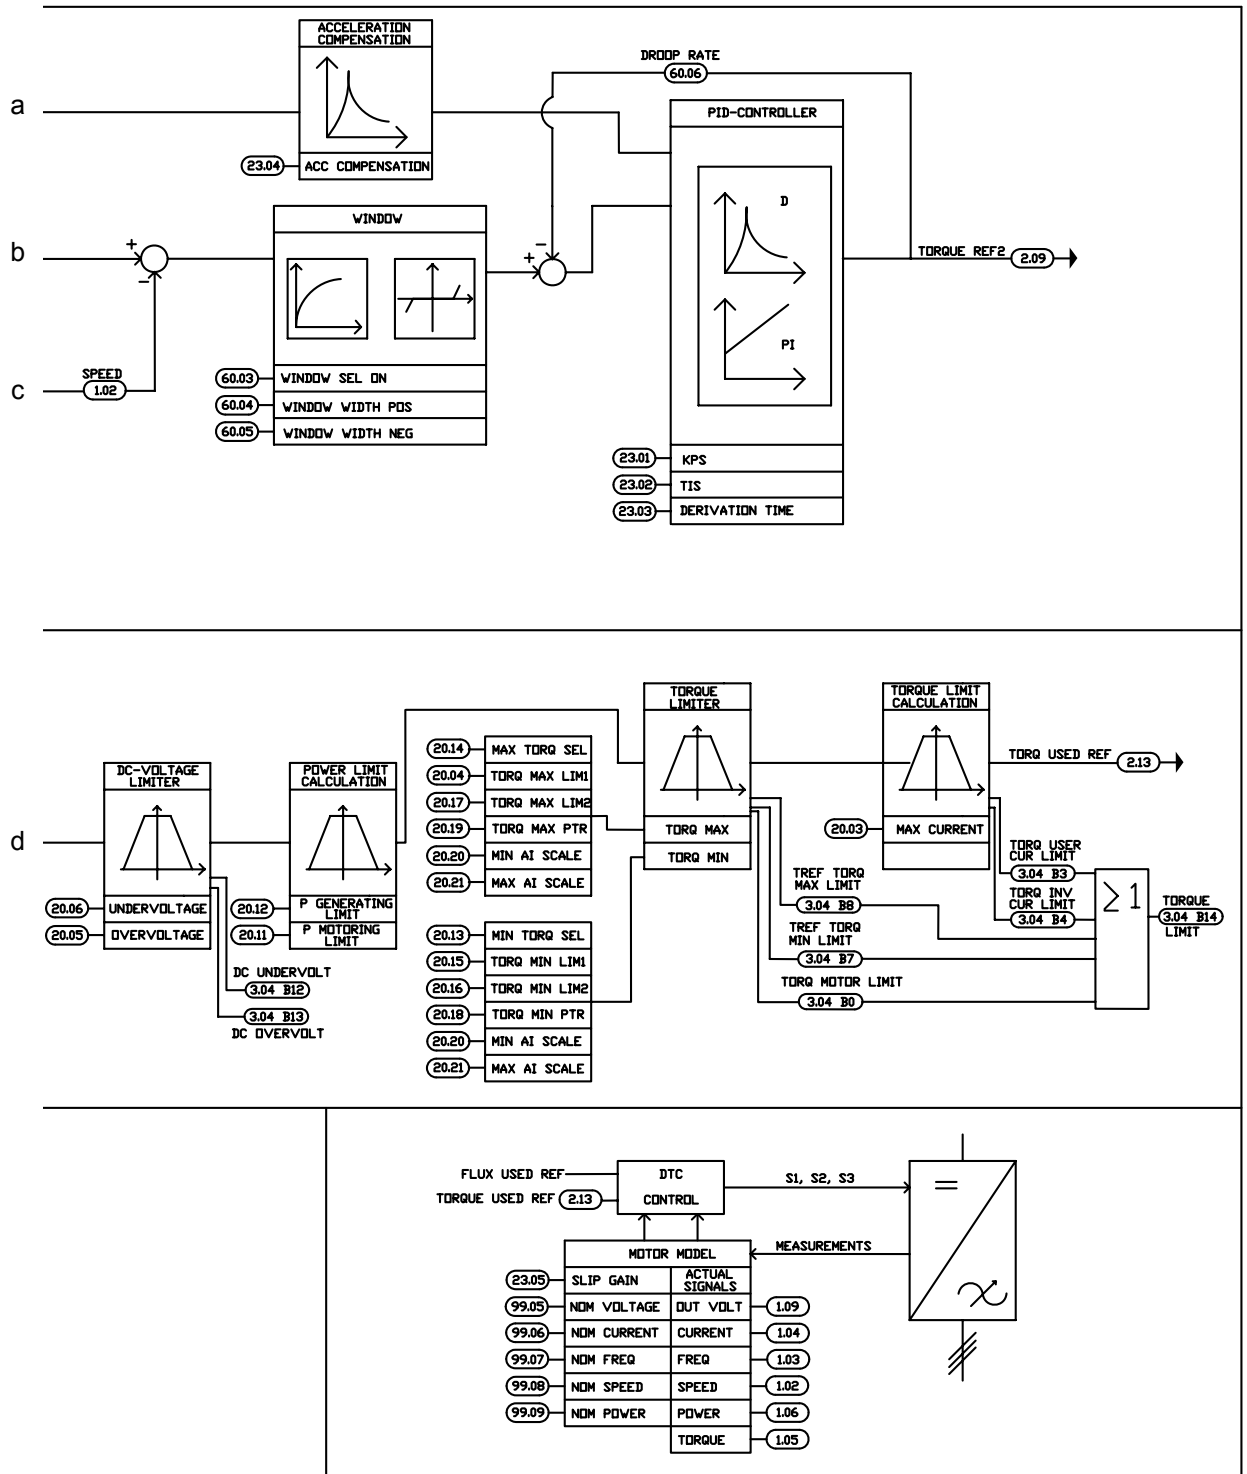 ACCELERATION
COMPENSATION
23.04 ACC COMPENSATION
DROOP RATE
60.06
PID-CONTROLLER
D
PI
23.01 KPS
23.02 TIS
23.03 DERIVATION TIME
TORQUE REF2 2.09
a
b
c
+
−
SPEED
1.02
WINDOW
60.03 WINDOW SEL ON
60.04 WINDOW WIDTH POS
60.05 WINDOW WIDTH NEG
−
+
d
DC-VOLTAGE
LIMITER
20.06 UNDERVOLTAGE
20.05 OVERVOLTAGE
DC UNDERVOLT
3.04 B12
3.04 B13
DC OVERVOLT
POWER LIMIT
CALCULATION
20.12 P GENERATING
LIMIT
20.11 P MOTORING
LIMIT
20.14 MAX TORQ SEL
20.04 TORQ MAX LIM1
20.17 TORQ MAX LIM2
20.19 TORQ MAX PTR
20.20 MIN AI SCALE
20.21 MAX AI SCALE
20.13 MIN TORQ SEL
20.15 TORQ MIN LIM1
20.16 TORQ MIN LIM2
20.18 TORQ MIN PTR
20.20 MIN AI SCALE
20.21 MAX AI SCALE
TORQUE
LIMITER
TORQ MAX
TORQ MIN
TREF TORQ
MAX LIMIT
3.04 B8
TREF TORQ
MIN LIMIT
3.04 B7
TORQ MOTOR LIMIT
3.04 B0
TORQUE LIMIT
CALCULATION
20.03 MAX CURRENT
TORQ USED REF 2.13
TORQ USER
CUR LIMIT
3.04 B3
TORQ INV
CUR LIMIT
3.04 B4
≥1
TORQUE
3.04 B14
LIMIT
FLUX USED REF
TORQUE USED REF 2.13
DTC
CONTROL
S1, S2, S3
MEASUREMENTS
MOTOR MODEL
23.05 SLIP GAIN ACTUAL
SIGNALS
99.05 NOM VOLTAGE OUT VOLT 1.09
99.06 NOM CURRENT CURRENT 1.04
99.07 NOM FREQ FREQ 1.03
99.08 NOM SPEED SPEED 1.02
99.09 NOM POWER POWER 1.06
TORQUE 1.05